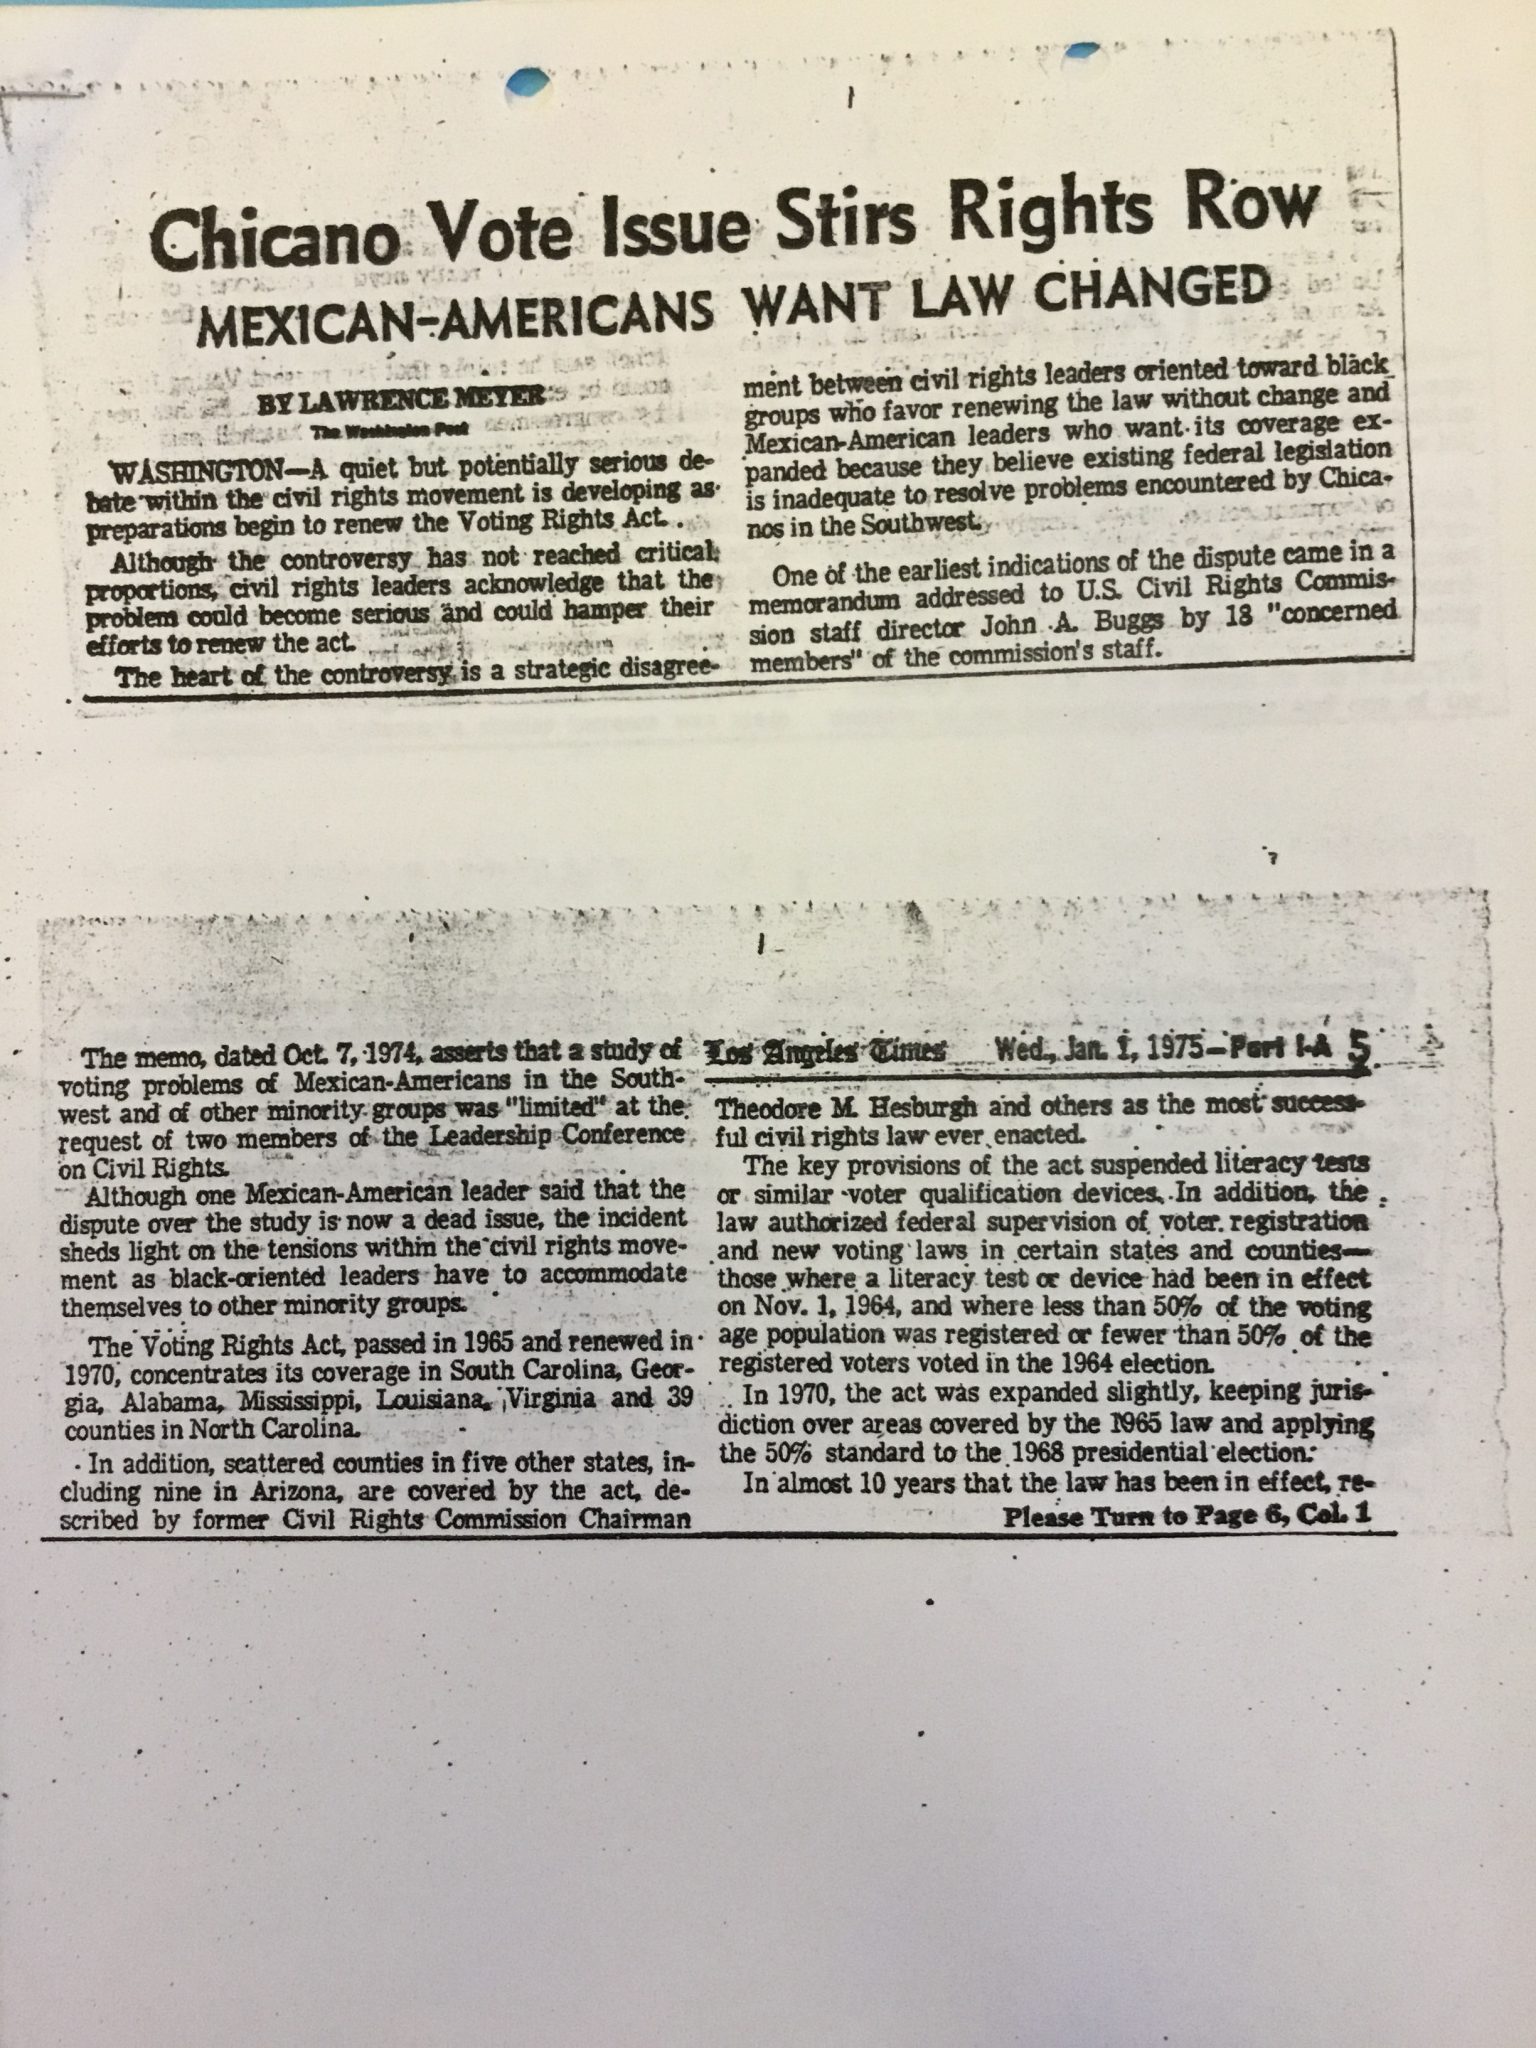 Chicano Vote Issue Stirs Rights Row
MEXICAN-AMERICANS WANT LAW CHANGED
BY LAWRENCE MEYER
The Washington Post
WASHINGTON—A quiet but potentially serious de-
bate within the civil rights movement is developing as
preparations begin to renew the Voting Rights Act.
Although the controversy has not reached critical
proportions, civil rights leaders acknowledge that the
problem could become serious and could hamper their
efforts to renew the act.
The heart of the controversy is a strategic disagree-
ment between civil rights leaders oriented toward black
groups who favor renewing the law without change and
Mexican-American leaders who want its coverage ex-
panded because they believe existing federal legislation
is inadequate to resolve problems encountered by Chica-
nos in the Southwest.
One of the earliest indications of the dispute came in a
memorandum addressed to U.S. Civil Rights Commis-
sion staff director John A. Buggs by 18 "concerned
members" of the commission's staff.
The memo, dated Oct. 7, 1974, asserts that a study of
voting problems of Mexican-Americans in the South-
west and of other minority groups was "limited" at the
request of two members of the Leadership Conference
on Civil Rights.
Although one Mexican-American leader said that the
dispute over the study is now a dead issue, the incident
sheds light on the tensions within the civil rights move-
ment as black-oriented leaders have to accommodate
themselves to other minority groups.
The Voting Rights Act, passed in 1965 and renewed in
1970, concentrates its coverage in South Carolina, Geor-
gia, Alabama, Mississippi, Louisiana, Virginia and 39
counties in North Carolina.
In addition, scattered counties in five other states, in-
cluding nine in Arizona, are covered by the act, de-
scribed by former Civil Rights Commission Chairman
Los Angeles Times Wed., Jan. 1, 1975—Part I-A 5
Theodore M. Hesburgh and others as the most success-
ful civil rights law ever enacted.
The key provisions of the act suspended literacy tests
or similar voter qualification devices. In addition, the
law authorized federal supervision of voter registration
and new voting laws in certain states and counties—
those where a literacy test or device had been in effect
on Nov. 1, 1964, and where less than 50% of the voting
age population was registered or fewer than 50% of the
registered voters voted in the 1964 election.
In 1970, the act was expanded slightly, keeping juris-
diction over areas covered by the 1965 law and applying
the 50% standard to the 1968 presidential election.
In almost 10 years that the law has been in effect, re-
Please Turn to Page 6, Col. 1